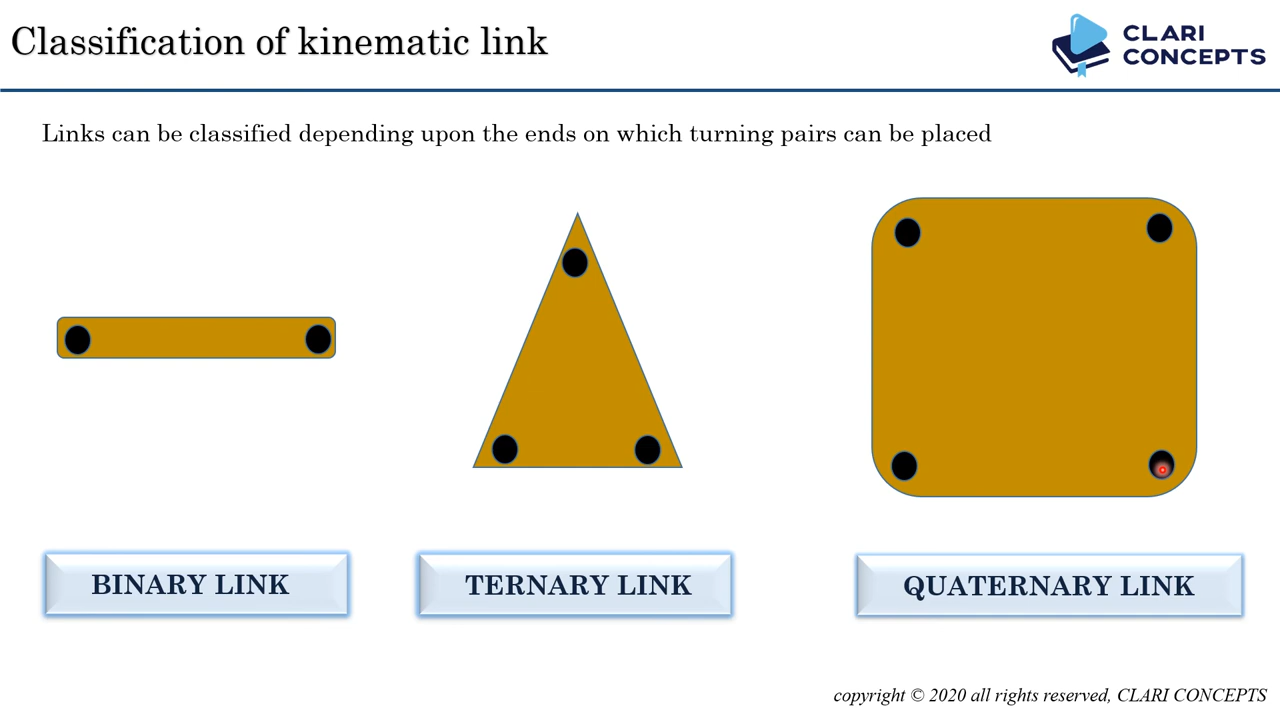 Classification of kinematic link
CLARI
CONCEPTS
Links can be classified depending upon the ends on which turning pairs can be placed
BINARY LINK
TERNARY LINK
QUATERNARY LINK
copyright © 2020 all rights reserved, CLARI CONCEPTS